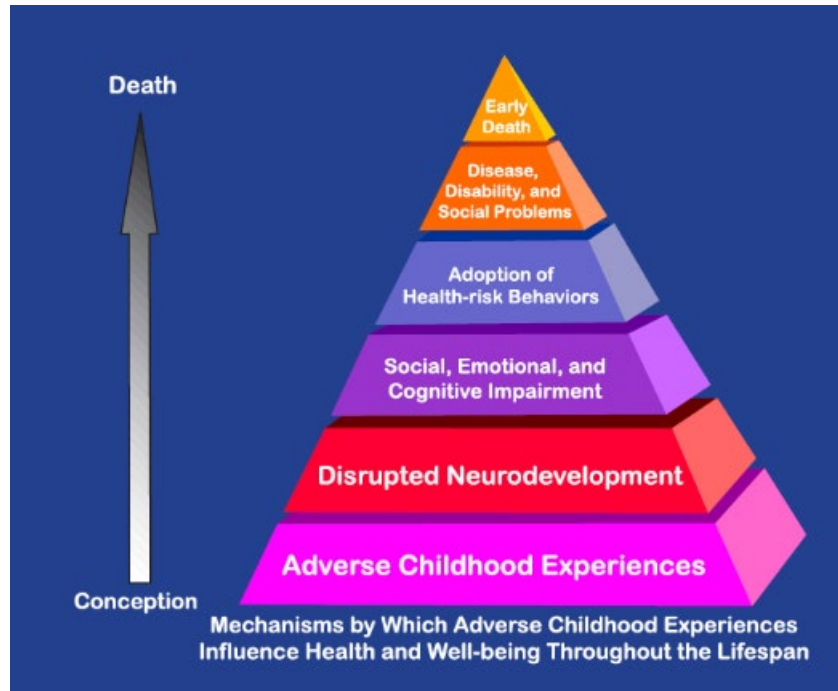 Death
Early
Death
Disease,
Disability, and
Social Problems
Adoption of
Health-risk Behaviors
Social, Emotional, and
Cognitive Impairment
Disrupted Neurodevelopment
Adverse Childhood Experiences
Conception
Mechanisms by Which Adverse Childhood Experiences
Influence Health and Well-being Throughout the Lifespan